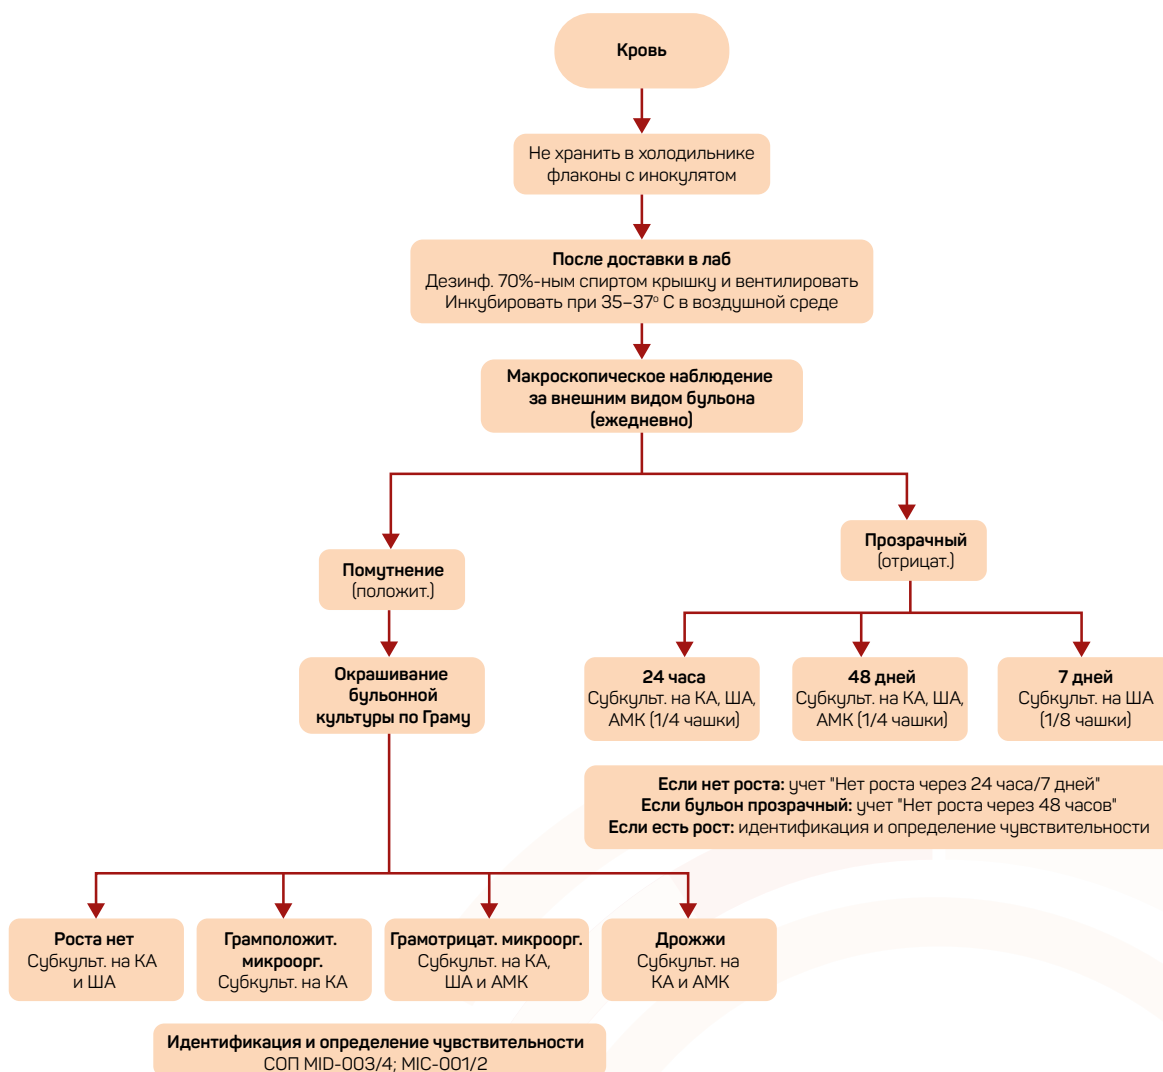 Кровь
Не хранить в холодильнике
флаконы с инокулятом
После доставки в лаб
Дезинф. 70%-ным спиртом крышку и вентилировать
Инкубировать при 35–37º С в воздушной среде
Макроскопическое наблюдение
за внешним видом бульона
(ежедневно)
Помутнение
(положит.)
Прозрачный
(отрицат.)
Окрашивание
бульонной
культуры по Граму
24 часа
Субкульт. на КА, ША,
АМК (1/4 чашки)
48 дней
Субкульт. на КА, ША,
АМК (1/4 чашки)
7 дней
Субкульт. на ША
(1/8 чашки)
Если нет роста: учет "Нет роста через 24 часа/7 дней"
Если бульон прозрачный: учет "Нет роста через 48 часов"
Если есть рост: идентификация и определение чувствительности
Роста нет
Субкульт. на КА
и ША
Грамположит.
микроорг.
Субкульт. на КА
Грамотрицат. микроорг.
Субкульт. на КА,
ША и АМК
Дрожжи
Субкульт. на
КА и АМК
Идентификация и определение чувствительности
СОП MID-003/4; MIC-001/2